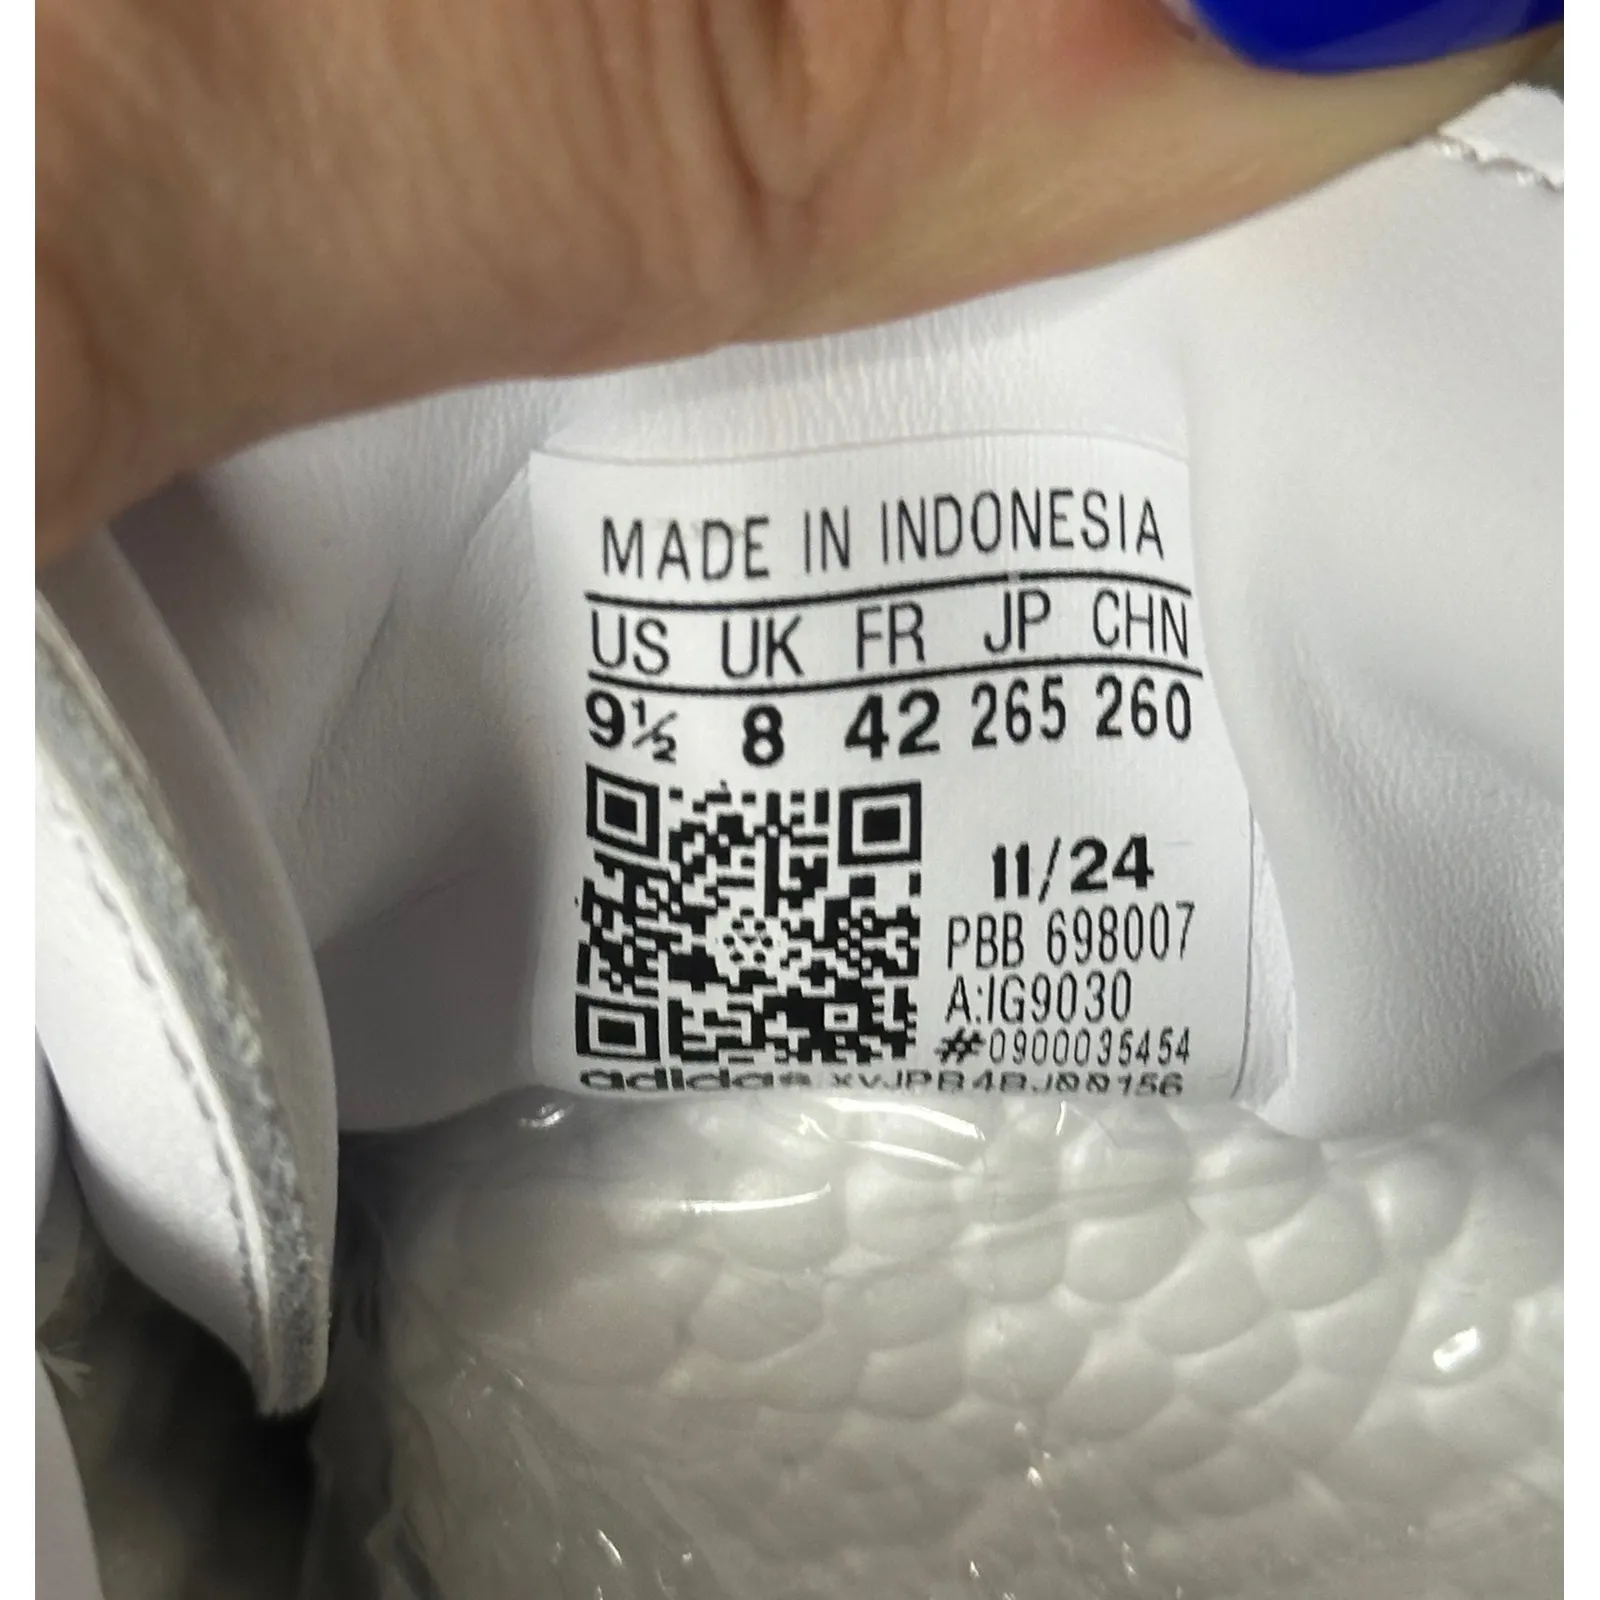 MADE IN INDONESIA
US UK FR JP CHN
9½ 8 42 265 260
11/24
PBB 698007
A:IG9030
#0900035454
adidas XVJPB4BJ00156